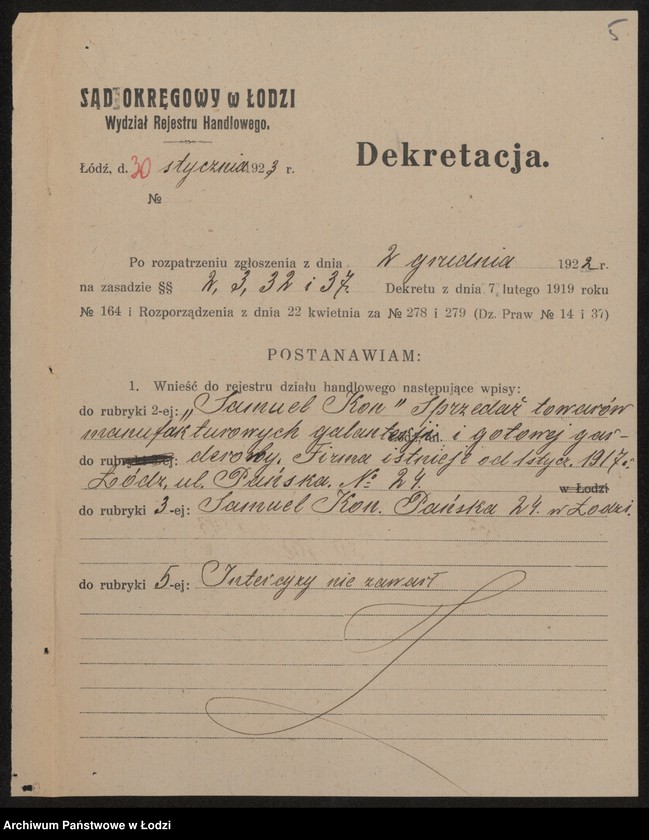 5
SĄD OKRĘGOWY w ŁODZI
Wydział Rejestru Handlowego.
Dekretacja.
Łódź, d. 30 stycznia 1923 r.
№
Po rozpatrzeniu zgłoszenia z dnia 2 grudnia 1922 r.
na zasadzie §§ 2, 3, 32 i 37. Dekretu z dnia 7 lutego 1919 roku
№ 164 i Rozporządzenia z dnia 22 kwietnia za № 278 i 279 (Dz. Praw № 14 i 37)
POSTANAWIAM:
1. Wnieść do rejestru działu handlowego następujące wpisy:
do rubryki 2-ej: „Samuel Kon" Sprzedaż towarów
manufakturowych galanterji i gotowej gar-
do rubryki -ej: deroby. Firma istnieje od 1 stycz. 1917 r.
Łódź, ul. Pańska № 24. w Łodzi
do rubryki 3-ej: Samuel Kon. Pańska 24. w Łodzi.
do rubryki 5-ej: Intercyzy nie zawarł
Archiwum Państwowe w Łodzi